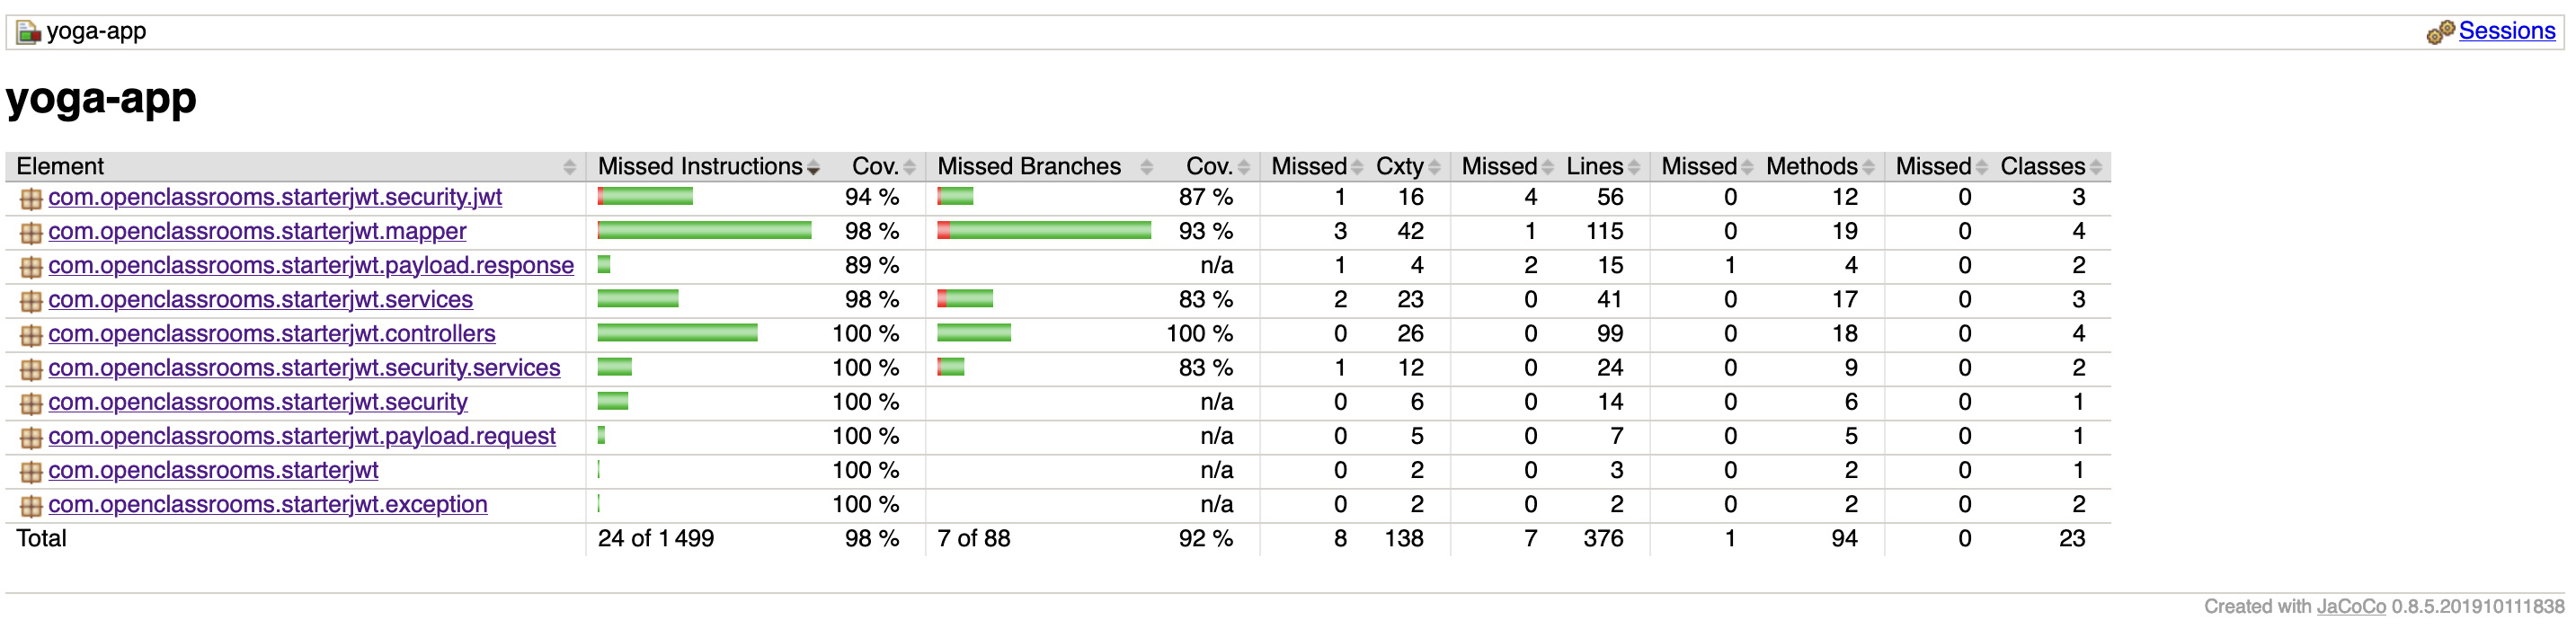 yoga-app Sessions
yoga-app
Element Missed Instructions Cov. Missed Branches Cov. Missed Cxty Missed Lines Missed Methods Missed Classes
com.openclassrooms.starterjwt.security.jwt 94 % 87 % 1 16 4 56 0 12 0 3
com.openclassrooms.starterjwt.mapper 98 % 93 % 3 42 1 115 0 19 0 4
com.openclassrooms.starterjwt.payload.response 89 % n/a 1 4 2 15 1 4 0 2
com.openclassrooms.starterjwt.services 98 % 83 % 2 23 0 41 0 17 0 3
com.openclassrooms.starterjwt.controllers 100 % 100 % 0 26 0 99 0 18 0 4
com.openclassrooms.starterjwt.security.services 100 % 83 % 1 12 0 24 0 9 0 2
com.openclassrooms.starterjwt.security 100 % n/a 0 6 0 14 0 6 0 1
com.openclassrooms.starterjwt.payload.request 100 % n/a 0 5 0 7 0 5 0 1
com.openclassrooms.starterjwt 100 % n/a 0 2 0 3 0 2 0 1
com.openclassrooms.starterjwt.exception 100 % n/a 0 2 0 2 0 2 0 2
Total 24 of 1 499 98 % 7 of 88 92 % 8 138 7 376 1 94 0 23
Created with JaCoCo 0.8.5.201910111838